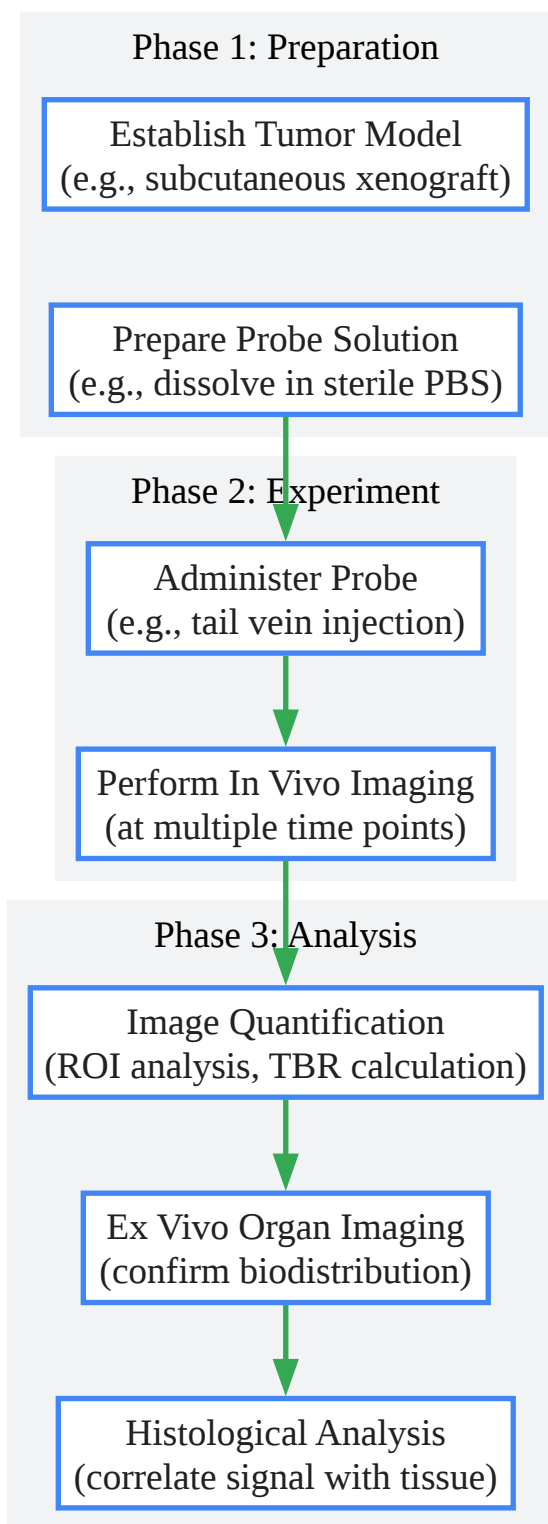 Phase 1: Preparation
Establish Tumor Model
(e.g., subcutaneous xenograft)
Prepare Probe Solution
(e.g., dissolve in sterile PBS)
Phase 2: Experiment
Administer Probe
(e.g., tail vein injection)
Perform In Vivo Imaging
(at multiple time points)
Phase 3: Analysis
Image Quantification
(ROI analysis, TBR calculation)
Ex Vivo Organ Imaging
(confirm biodistribution)
Histological Analysis
(correlate signal with tissue)